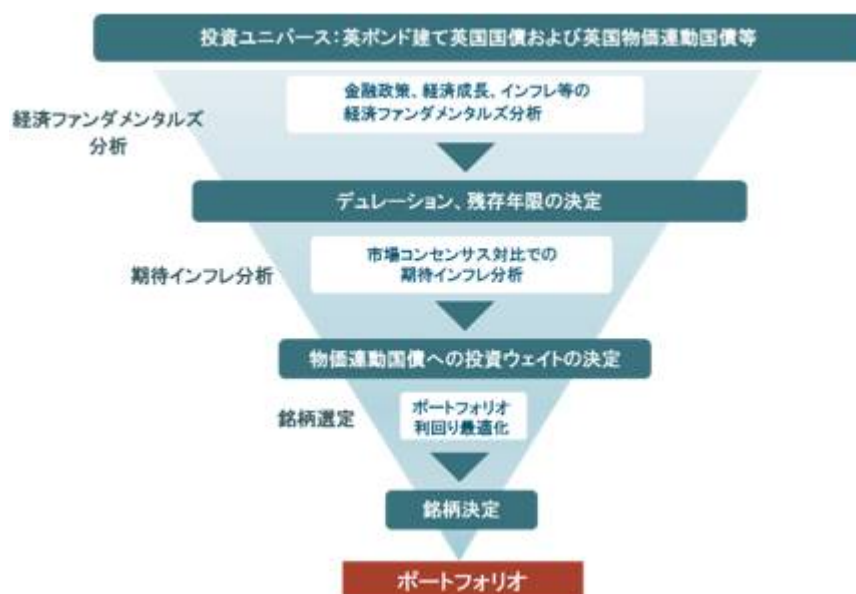 投資ユニバース：英ポンド建て英国国債および英国物価連動国債等
経済ファンダメンタルズ
分析
金融政策、経済成長、インフレ等の
経済ファンダメンタルズ分析
デュレーション、残存年限の決定
期待インフレ分析
市場コンセンサス対比での
期待インフレ分析
物価連動国債への投資ウェイトの決定
銘柄選定
ポートフォリオ
利回り最適化
銘柄決定
ポートフォリオ